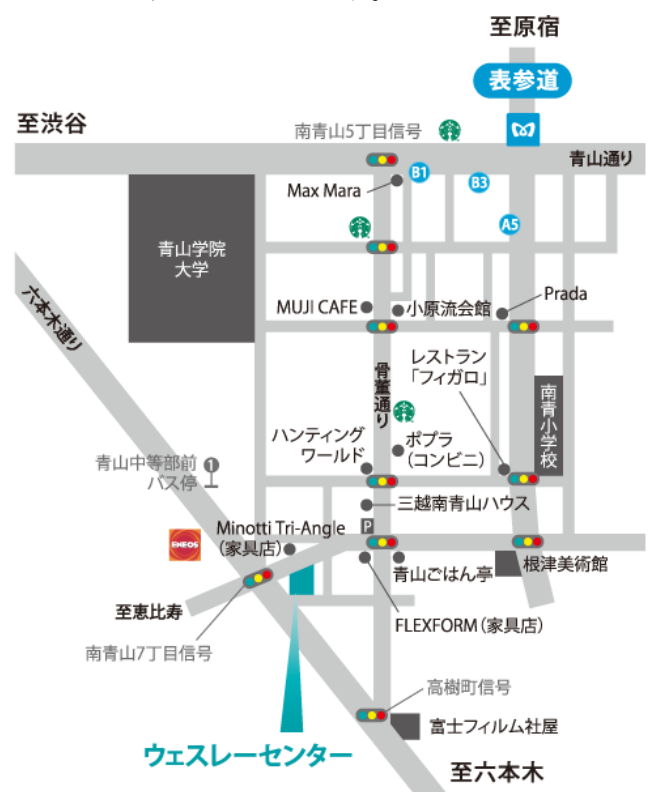 至原宿
表参道
至渋谷
南青山5丁目信号
青山通り
B1
B3
Max Mara
A5
青山学院
大学
Prada
MUJI CAFE
小原流会館
六本木通り
レストラン
「フィガロ」
骨董通り
南青小学校
ハンティング
ワールド
ポプラ
（コンビニ）
青山中等部前
バス停
1
三越南青山ハウス
P
Minotti Tri-Angle
（家具店）
ENEOS
青山ごはん亭
根津美術館
至恵比寿
FLEXFORM（家具店）
南青山7丁目信号
高樹町信号
富士フィルム社屋
ウェスレーセンター
至六本木